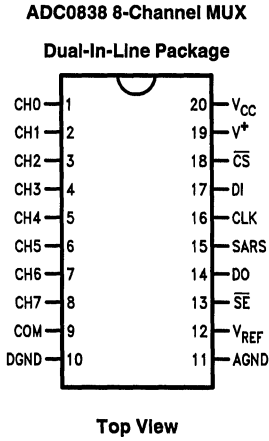 ADC0838 8-Channel MUX
Dual-In-Line Package
CH0 1 20 VCC
CH1 2 19 V+
CH2 3 18 C̅S̅
CH3 4 17 DI
CH4 5 16 CLK
CH5 6 15 SARS
CH6 7 14 DO
CH7 8 13 S̅E̅
COM 9 12 VREF
DGND 10 11 AGND
Top View